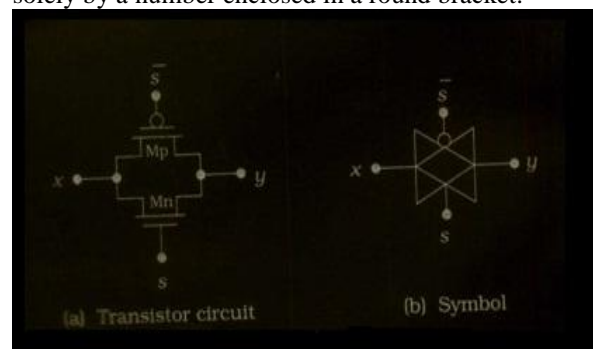 solely by a number enclosed in a round bracket.
s̅
s̅
Mp
x
y
x
y
Mn
s
s
(a) Transistor circuit
(b) Symbol